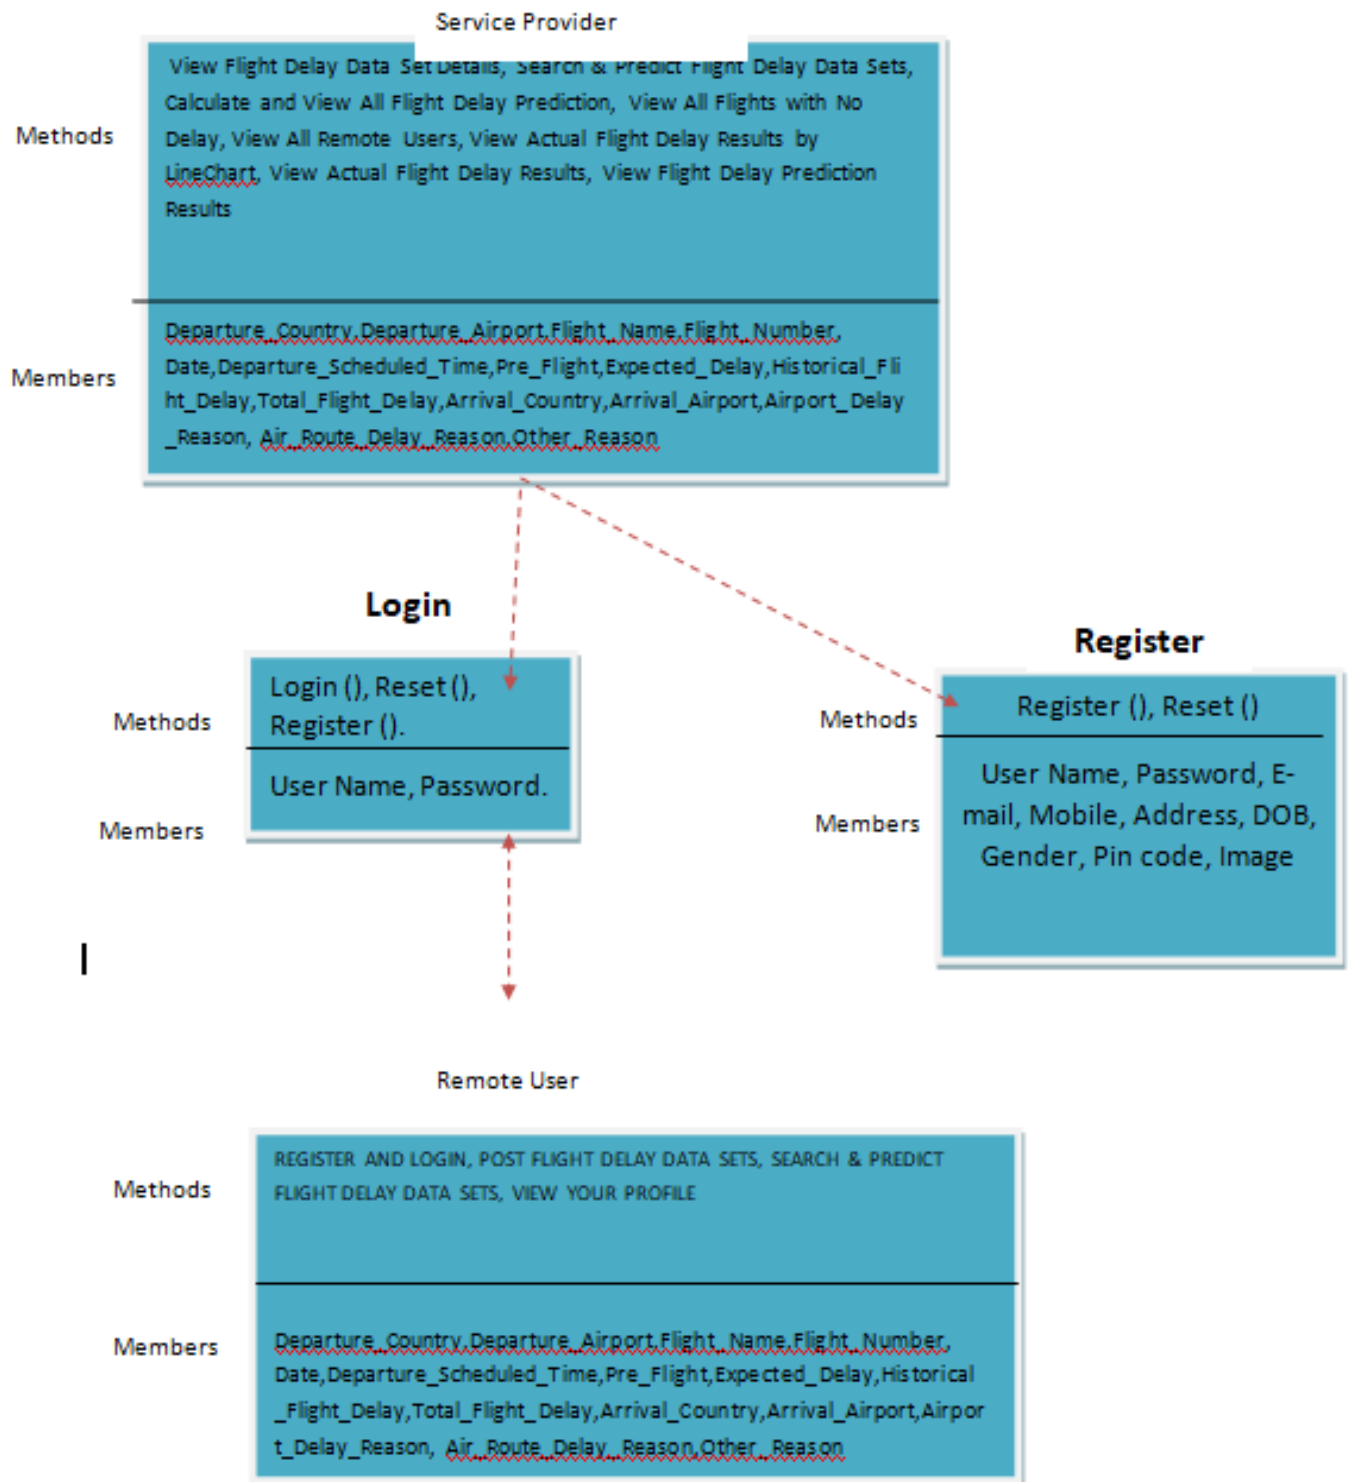 Service Provider
View Flight Delay Data Set Details, Search & Predict Flight Delay Data Sets,
Calculate and View All Flight Delay Prediction, View All Flights with No
Delay, View All Remote Users, View Actual Flight Delay Results by
LineChart, View Actual Flight Delay Results, View Flight Delay Prediction
Results
Methods
Departure_Country,Departure_Airport,Flight_Name,Flight_Number,
Date,Departure_Scheduled_Time,Pre_Flight,Expected_Delay,Historical_Fli
ht_Delay,Total_Flight_Delay,Arrival_Country,Arrival_Airport,Airport_Delay
_Reason, Air_Route_Delay_Reason,Other_Reason
Members
Login
Login (), Reset (),
Register ().
Methods
User Name, Password.
Members
Register
Register (), Reset ()
Methods
User Name, Password, E-
mail, Mobile, Address, DOB,
Gender, Pin code, Image
Members
Remote User
REGISTER AND LOGIN, POST FLIGHT DELAY DATA SETS, SEARCH & PREDICT
FLIGHT DELAY DATA SETS, VIEW YOUR PROFILE
Methods
Departure_Country,Departure_Airport,Flight_Name,Flight_Number,
Date,Departure_Scheduled_Time,Pre_Flight,Expected_Delay,Historical
_Flight_Delay,Total_Flight_Delay,Arrival_Country,Arrival_Airport,Airpor
t_Delay_Reason, Air_Route_Delay_Reason,Other_Reason
Members